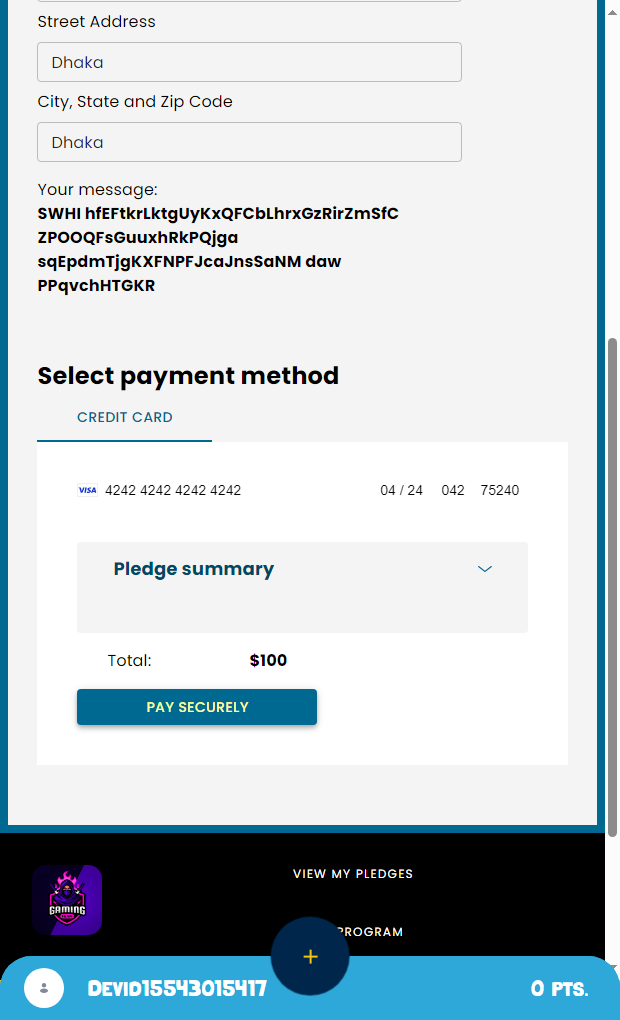 Street Address
Dhaka
City, State and Zip Code
Dhaka
Your message:
SWHI hfEFtkrLktgUyKxQFCbLhrxGzRirZmSfC
ZPOOQFsGuuxhRkPQjga
sqEpdmTjgKXFNPFJcaJnsSaNM daw
PPqvchHTGKR
Select payment method
CREDIT CARD
VISA 4242 4242 4242 4242 04 / 24 042 75240
Pledge summary
Total: $100
PAY SECURELY
VIEW MY PLEDGES
GAMING
PROGRAM
+
Devid15543015417 0 PTS.